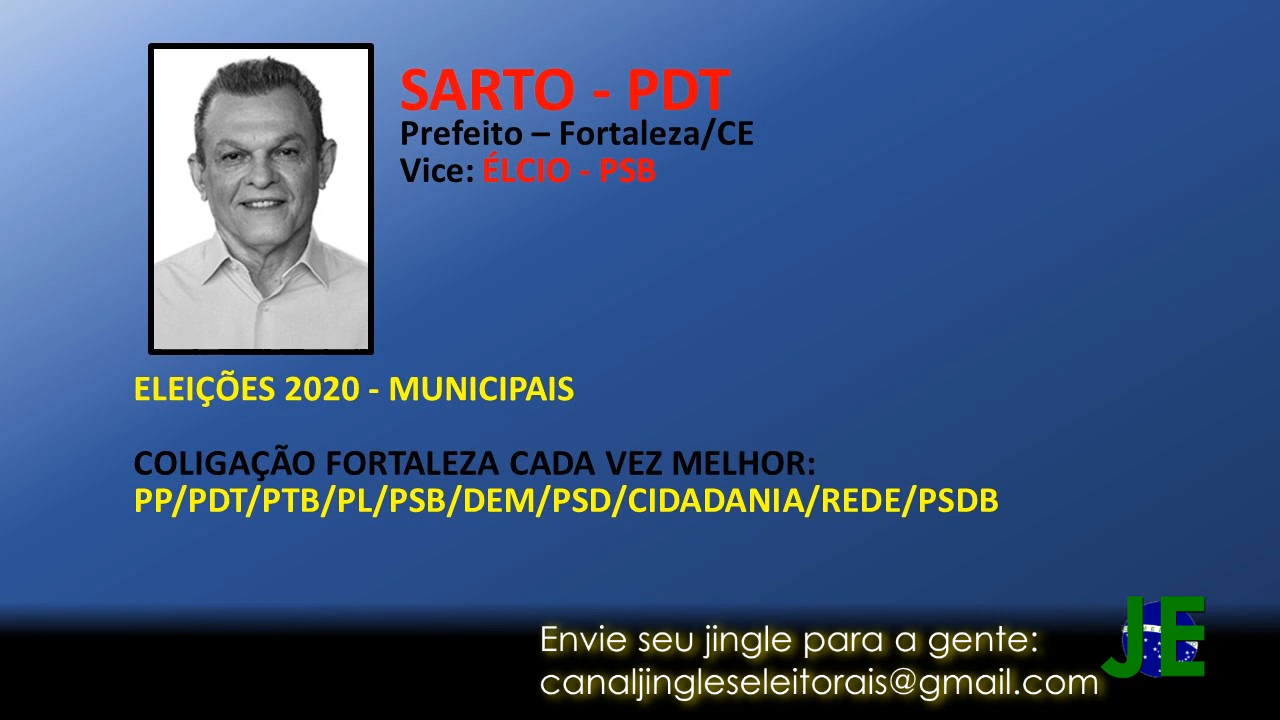 SARTO - PDT
Prefeito – Fortaleza/CE
Vice: ÉLCIO - PSB
ELEIÇÕES 2020 - MUNICIPAIS
COLIGAÇÃO FORTALEZA CADA VEZ MELHOR:
PP/PDT/PTB/PL/PSB/DEM/PSD/CIDADANIA/REDE/PSDB
Envie seu jingle para a gente:
canaljingleseleitorais@gmail.com
JE